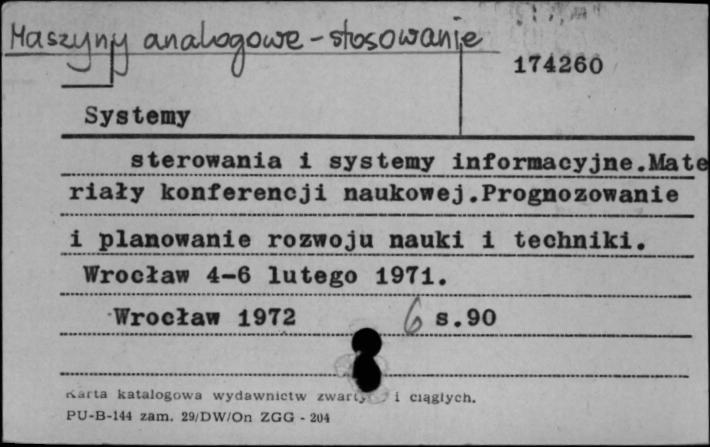 Maszyny analogowe - stosowanie
174260
Systemy
sterowania i systemy informacyjne.Mate
riały konferencji naukowej.Prognozowanie
i planowanie rozwoju nauki i techniki.
Wrocław 4-6 lutego 1971.
Wrocław 1972 6 s.90
Karta katalogowa wydawnictw i ciągłych.
PU-B-144 zam. 29/DW/On ZGG - 204